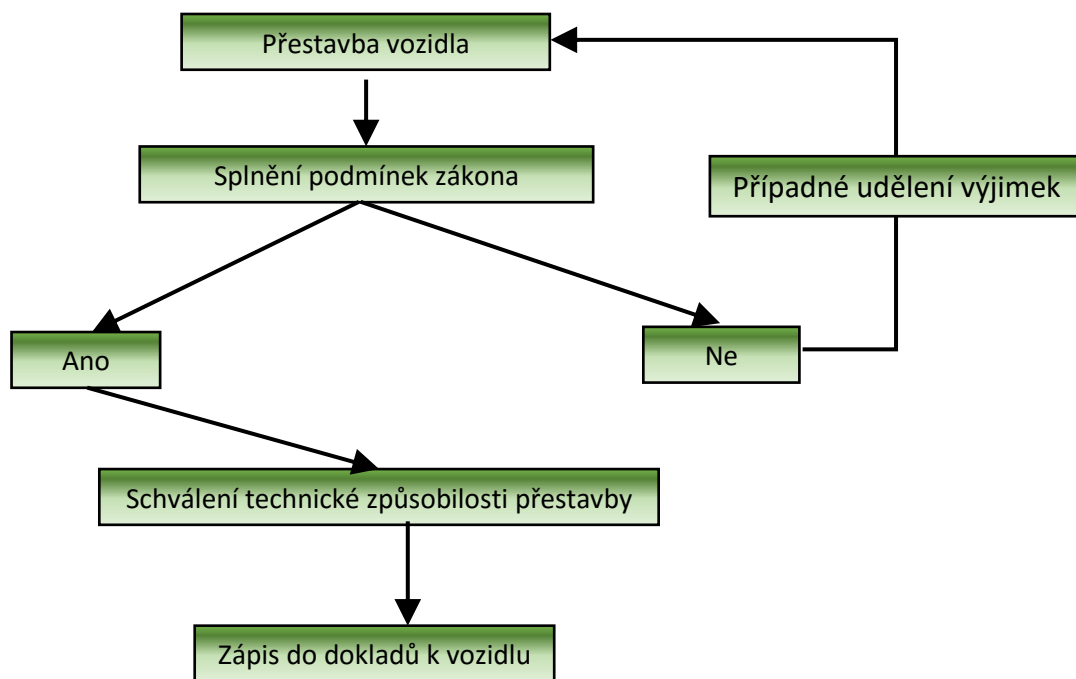 Přestavba vozidla
Splnění podmínek zákona
Případné udělení výjimek
Ano
Ne
Schválení technické způsobilosti přestavby
Zápis do dokladů k vozidlu